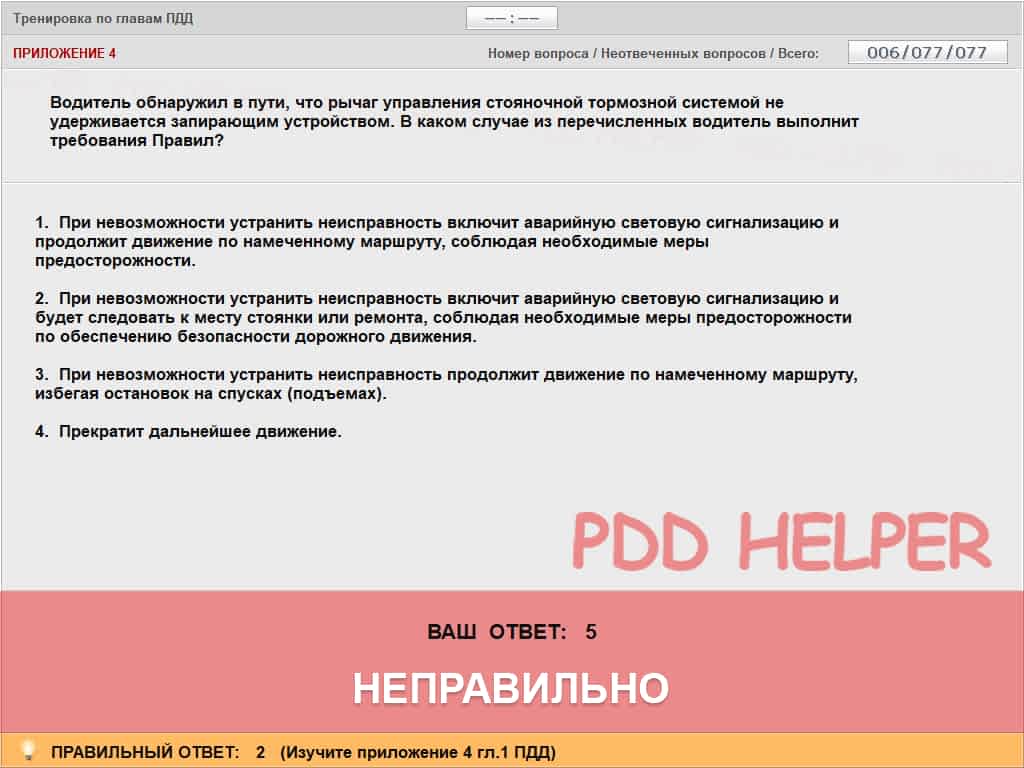 Тренировка по главам ПДД
—— : ——
ПРИЛОЖЕНИЕ 4
Номер вопроса / Неотвеченных вопросов / Всего:
006/077/077
Водитель обнаружил в пути, что рычаг управления стояночной тормозной системой не
удерживается запирающим устройством. В каком случае из перечисленных водитель выполнит
требования Правил?
1. При невозможности устранить неисправность включит аварийную световую сигнализацию и
продолжит движение по намеченному маршруту, соблюдая необходимые меры
предосторожности.
2. При невозможности устранить неисправность включит аварийную световую сигнализацию и
будет следовать к месту стоянки или ремонта, соблюдая необходимые меры предосторожности
по обеспечению безопасности дорожного движения.
3. При невозможности устранить неисправность продолжит движение по намеченному маршруту,
избегая остановок на спусках (подъемах).
4. Прекратит дальнейшее движение.
PDD HELPER
ВАШ ОТВЕТ: 5
НЕПРАВИЛЬНО
ПРАВИЛЬНЫЙ ОТВЕТ: 2 (Изучите приложение 4 гл.1 ПДД)